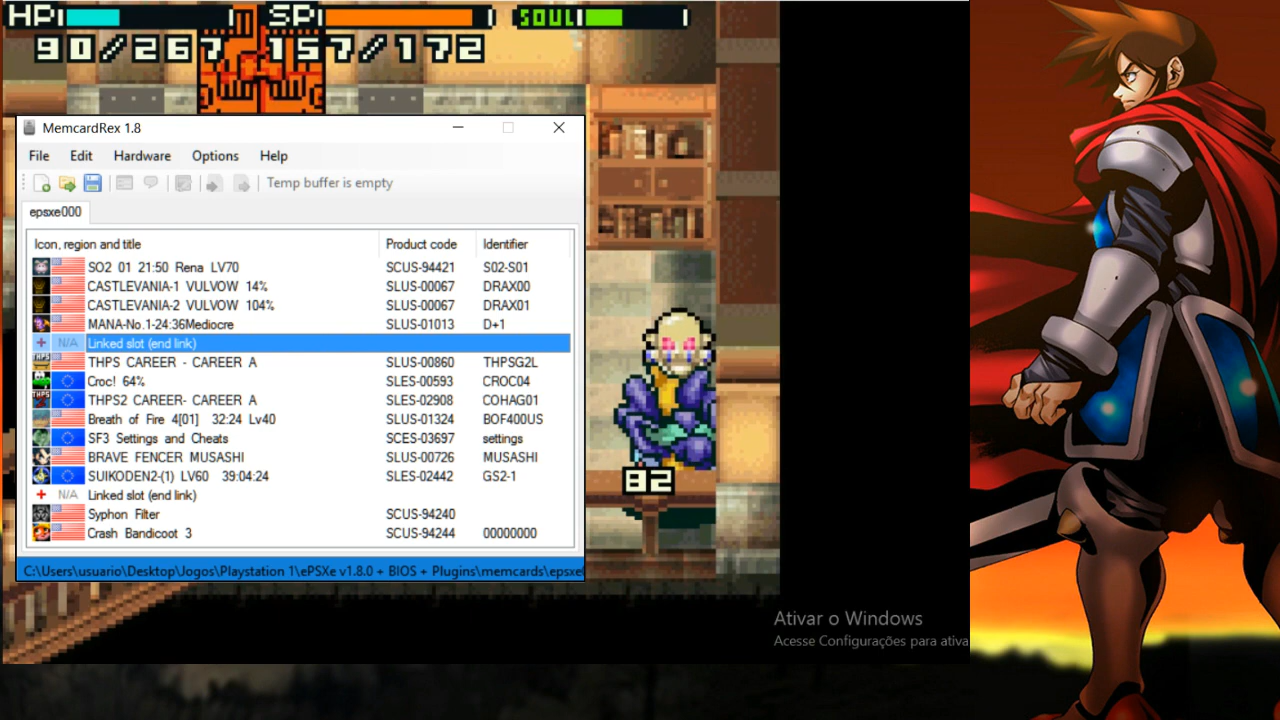 HP SP SOUL
90/267 157/172
MemcardRex 1.8
File Edit Hardware Options Help
Temp buffer is empty
epsxe000
Icon, region and title Product code Identifier
SO2 01 21:50 Rena LV70 SCUS-94421 S02-S01
CASTLEVANIA-1 VULVOW 14% SLUS-00067 DRAX00
CASTLEVANIA-2 VULVOW 104% SLUS-00067 DRAX01
MANA-No.1-24:36Mediocre SLUS-01013 D+1
N/A Linked slot (end link)
THPS CAREER - CAREER A SLUS-00860 THPSG2L
Croc! 64% SLES-00593 CROC04
THPS2 CAREER- CAREER A SLES-02908 COHAG01
Breath of Fire 4[01] 32:24 Lv40 SLUS-01324 BOF400US
SF3 Settings and Cheats SCES-03697 settings
BRAVE FENCER MUSASHI SLUS-00726 MUSASHI
SUIKODEN2-(1) LV60 39:04:24 SLES-02442 GS2-1
N/A Linked slot (end link)
Syphon Filter SCUS-94240
Crash Bandicoot 3 SCUS-94244 00000000
C:\Users\usuario\Desktop\Jogos\Playstation 1\ePSXe v1.8.0 + BIOS + Plugins\memcards\epsxe
82
Ativar o Windows
Acesse Configurações para ativa